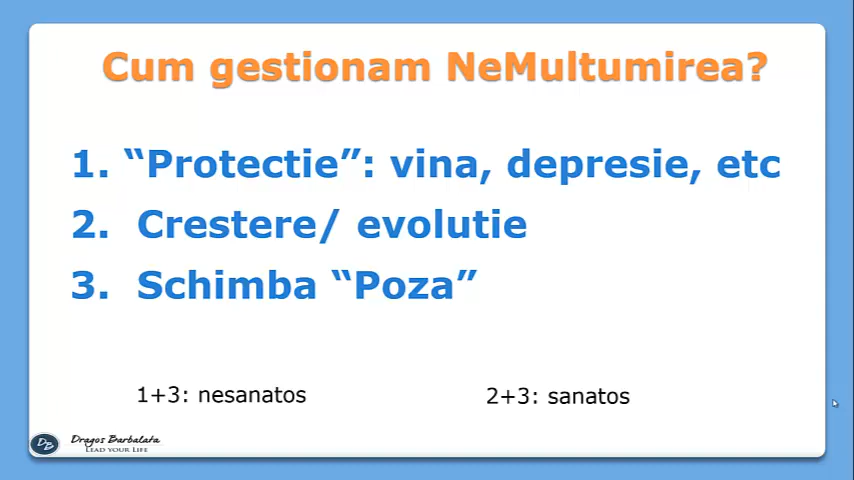 Cum gestionam NeMultumirea?
1. “Protectie”: vina, depresie, etc
2. Crestere/ evolutie
3. Schimba “Poza”
1+3: nesanatos
2+3: sanatos
DB
Dragos Barbalata
LEAD YOUR LIFE